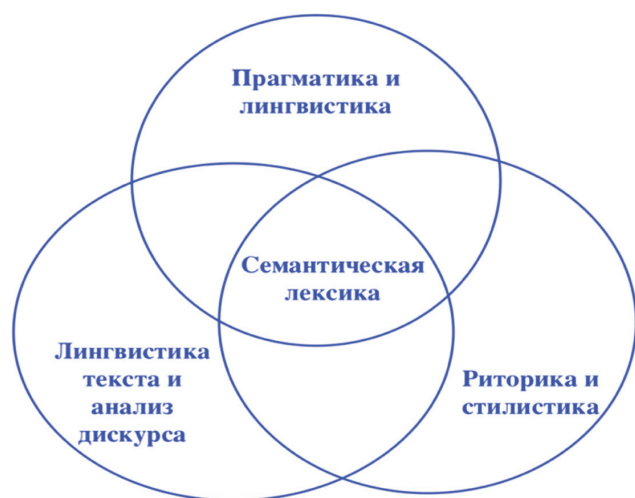 Прагматика и
лингвистика
Семантическая
лексика
Лингвистика
текста и
анализ
дискурса
Риторика и
стилистика